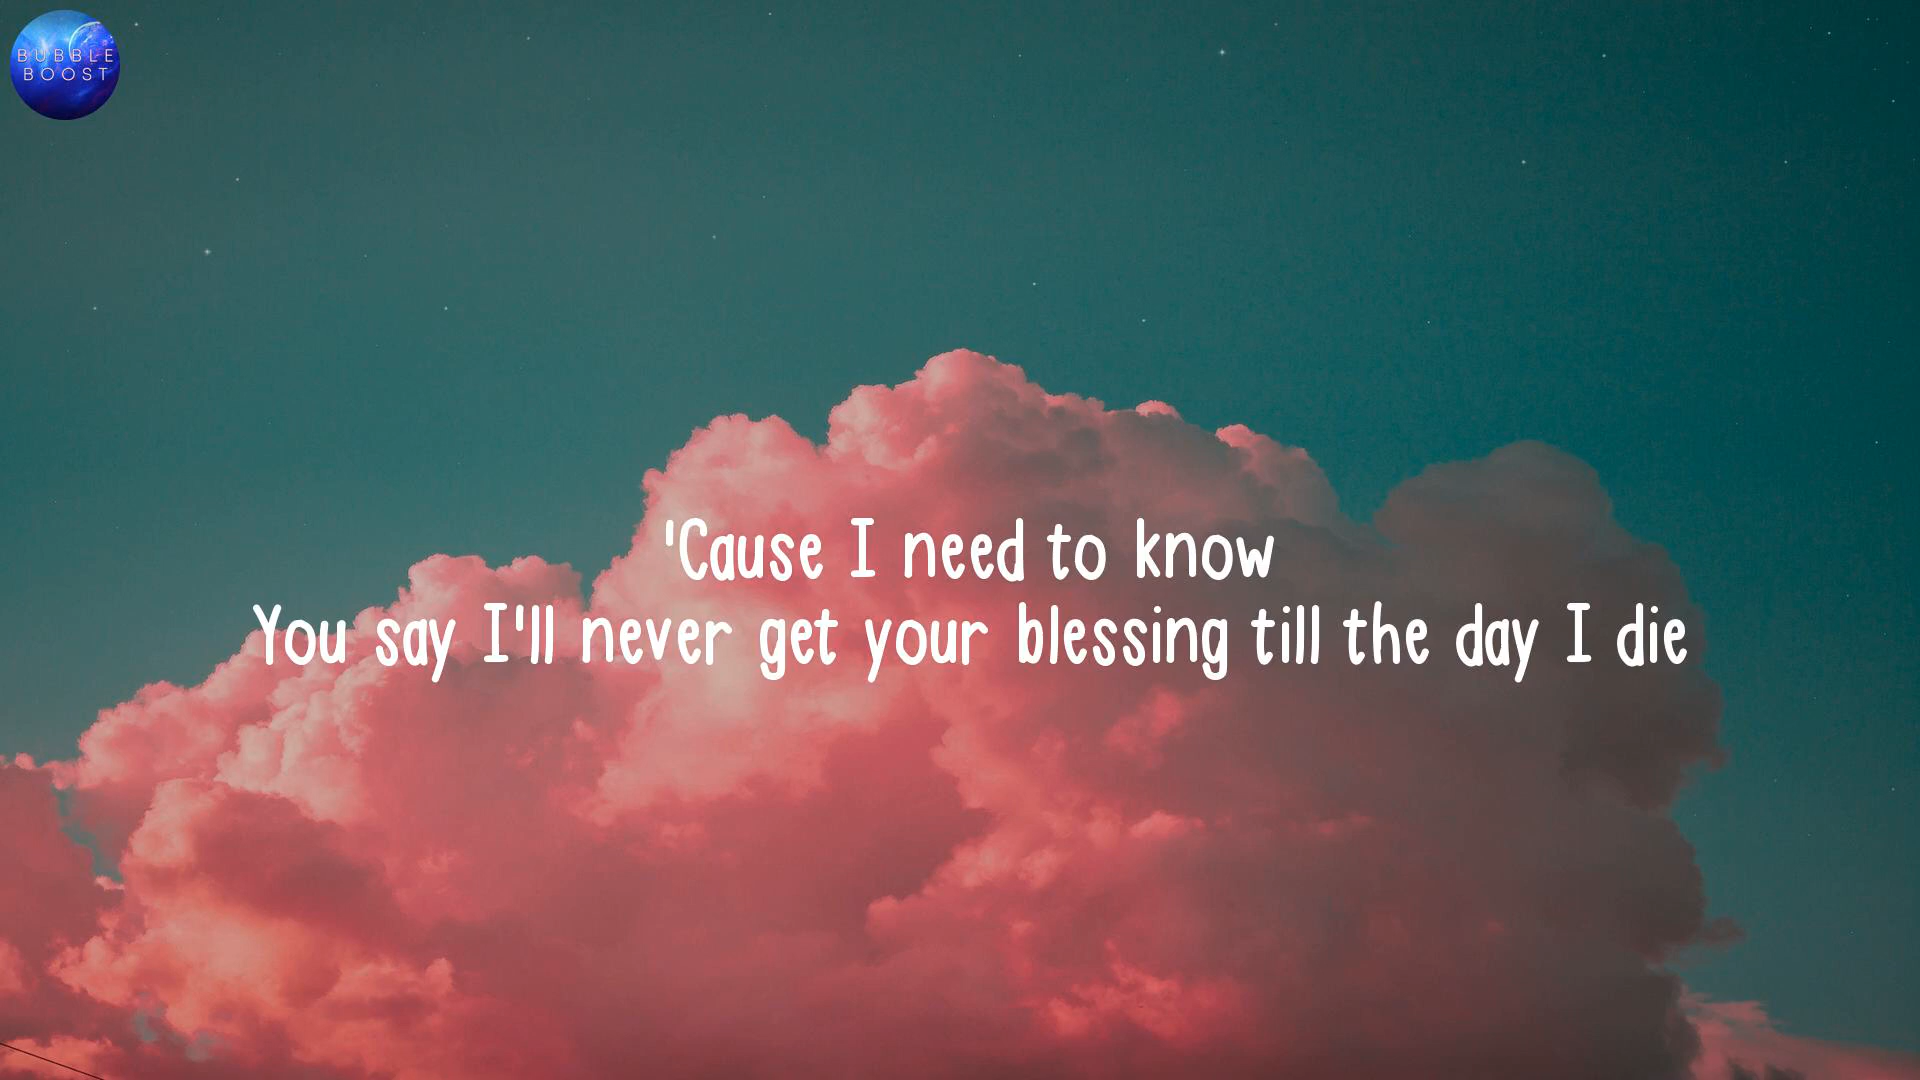 BUBBLE
BOOST
'Cause I need to know
You say I'll never get your blessing till the day I die